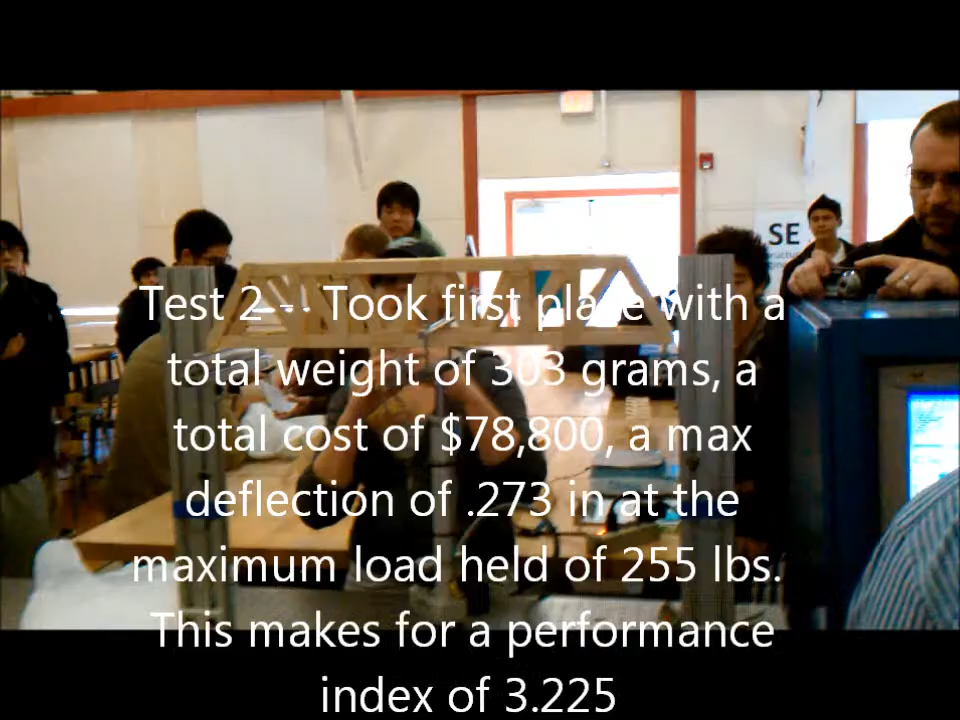 SE
Test 2 -- Took first place with a
total weight of 303 grams, a
total cost of $78,800, a max
deflection of .273 in at the
maximum load held of 255 lbs.
This makes for a performance
index of 3.225